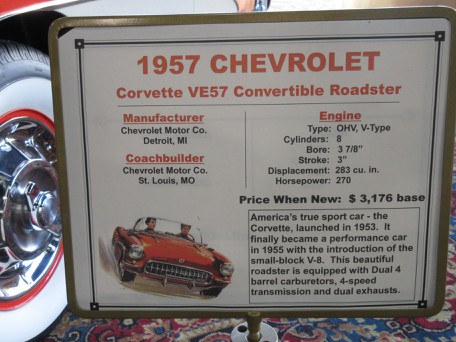 1957 CHEVROLET
Corvette VE57 Convertible Roadster
Manufacturer
Chevrolet Motor Co.
Detroit, MI
Coachbuilder
Chevrolet Motor Co.
St. Louis, MO
Engine
Type: OHV, V-Type
Cylinders: 8
Bore: 3 7/8"
Stroke: 3"
Displacement: 283 cu. in.
Horsepower: 270
Price When New: $ 3,176 base
America's true sport car - the
Corvette, launched in 1953. It
finally became a performance car
in 1955 with the introduction of the
small-block V-8. This beautiful
roadster is equipped with Dual 4
barrel carburetors, 4-speed
transmission and dual exhausts.